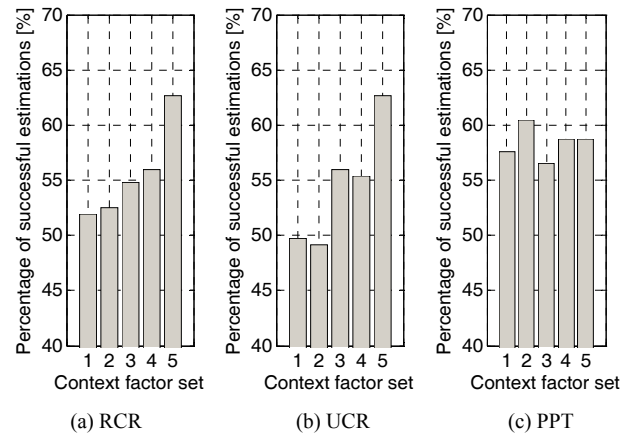 Percentage of successful estimations [%]
70
65
60
55
50
45
40
1 2 3 4 5
Context factor set
(a) RCR
Percentage of successful estimations [%]
70
65
60
55
50
45
40
1 2 3 4 5
Context factor set
(b) UCR
Percentage of successful estimations [%]
70
65
60
55
50
45
40
1 2 3 4 5
Context factor set
(c) PPT